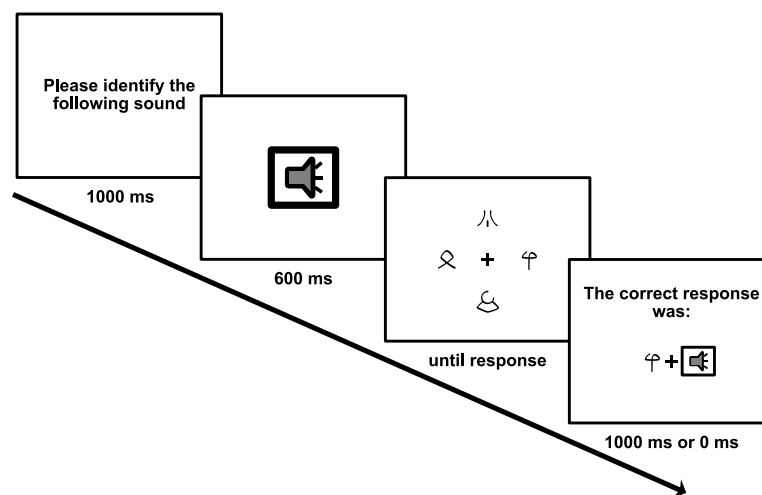 Please identify the
following sound
1000 ms
600 ms
until response
The correct response
was:
1000 ms or 0 ms